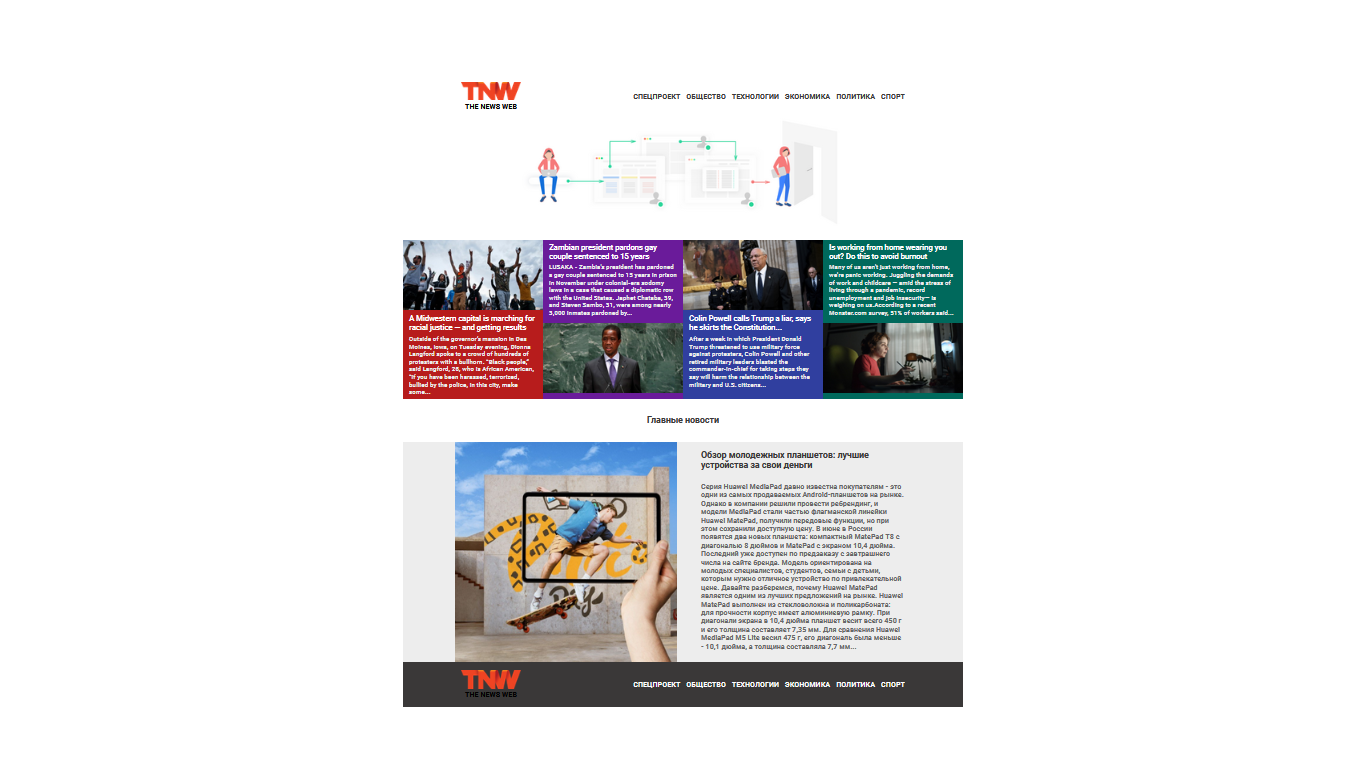 TNW
THE NEWS WEB
СПЕЦПРОЕКТ ОБЩЕСТВО ТЕХНОЛОГИИ ЭКОНОМИКА ПОЛИТИКА СПОРТ
A Midwestern capital is marching for
racial justice — and getting results
Outside of the governor's mansion in Des
Moines, Iowa, on Tuesday evening, Dionna
Langford spoke to a crowd of hundreds of
protesters with a bullhorn. "Black people,"
said Langford, 28, who is African American,
"if you have been harassed, terrorized,
bullied by the police, in this city, make
some...
Zambian president pardons gay
couple sentenced to 15 years
LUSAKA - Zambia's president has pardoned
a gay couple sentenced to 15 years in prison
in November under colonial-era sodomy
laws in a case that caused a diplomatic row
with the United States. Japhet Chataba, 39,
and Steven Sambo, 31, were among nearly
3,000 inmates pardoned by...
Colin Powell calls Trump a liar, says
he skirts the Constitution...
After a week in which President Donald
Trump threatened to use military force
against protesters, Colin Powell and other
retired military leaders blasted the
commander-in-chief for taking steps they
say will harm the relationship between the
military and U.S. citizens...
Is working from home wearing you
out? Do this to avoid burnout
Many of us aren't just working from home,
we're panic working. Juggling the demands
of work and childcare — amid the stress of
living through a pandemic, record
unemployment and job insecurity— is
weighing on us.According to a recent
Monster.com survey, 51% of workers said...
Главные новости
Обзор молодежных планшетов: лучшие
устройства за свои деньги
Серия Huawei MediaPad давно известна покупателям - это
одни из самых продаваемых Android-планшетов на рынке.
Однако в компании решили провести ребрендинг, и
модели MediaPad стали частью флагманской линейки
Huawei MatePad, получили передовые функции, но при
этом сохранили доступную цену. В июне в России
появятся два новых планшета: компактный MatePad T8 с
диагональю 8 дюймов и MatePad с экраном 10,4 дюйма.
Последний уже доступен по предзаказу с завтрашнего
числа на сайте бренда. Модель ориентирована на
молодых специалистов, студентов, семьи с детьми,
которым нужно отличное устройство по привлекательной
цене. Давайте разберемся, почему Huawei MatePad
является одним из лучших предложений на рынке. Huawei
MatePad выполнен из стекловолокна и поликарбоната:
для прочности корпус имеет алюминиевую рамку. При
диагонали экрана в 10,4 дюйма планшет весит всего 450 г
и его толщина составляет 7,35 мм. Для сравнения Huawei
MediaPad M5 Lite весил 475 г, его диагональ была меньше
- 10,1 дюйма, а толщина составляла 7,7 мм...
TNW
THE NEWS WEB
СПЕЦПРОЕКТ ОБЩЕСТВО ТЕХНОЛОГИИ ЭКОНОМИКА ПОЛИТИКА СПОРТ